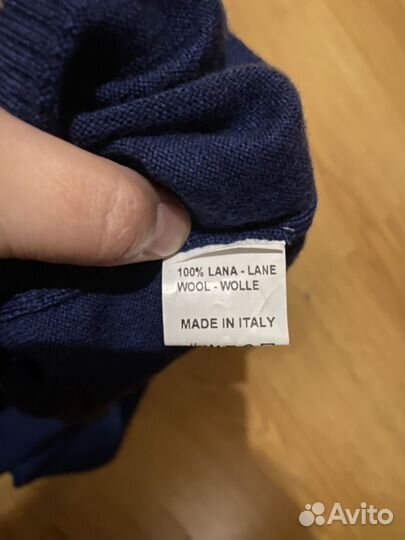 100% LANA - LANE
WOOL - WOLLE
MADE IN ITALY
Avito